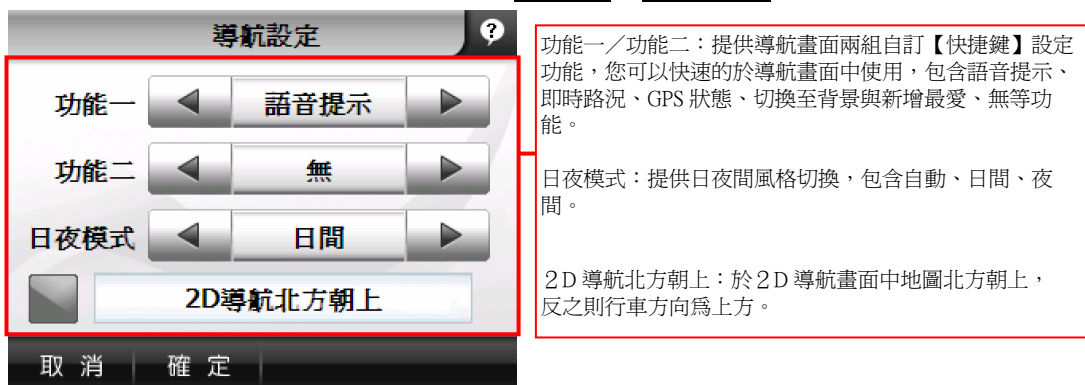 導航設定
?
功能一
語音提示
功能二
無
日夜模式
日間
2D導航北方朝上
取 消
確 定
功能一／功能二：提供導航畫面兩組自訂【快捷鍵】設定
功能，您可以快速的於導航畫面中使用，包含語音提示、
即時路況、GPS 狀態、切換至背景與新增最愛、無等功
能。
日夜模式：提供日夜間風格切換，包含自動、日間、夜
間。
２D 導航北方朝上：於２D 導航畫面中地圖北方朝上，
反之則行車方向爲上方。